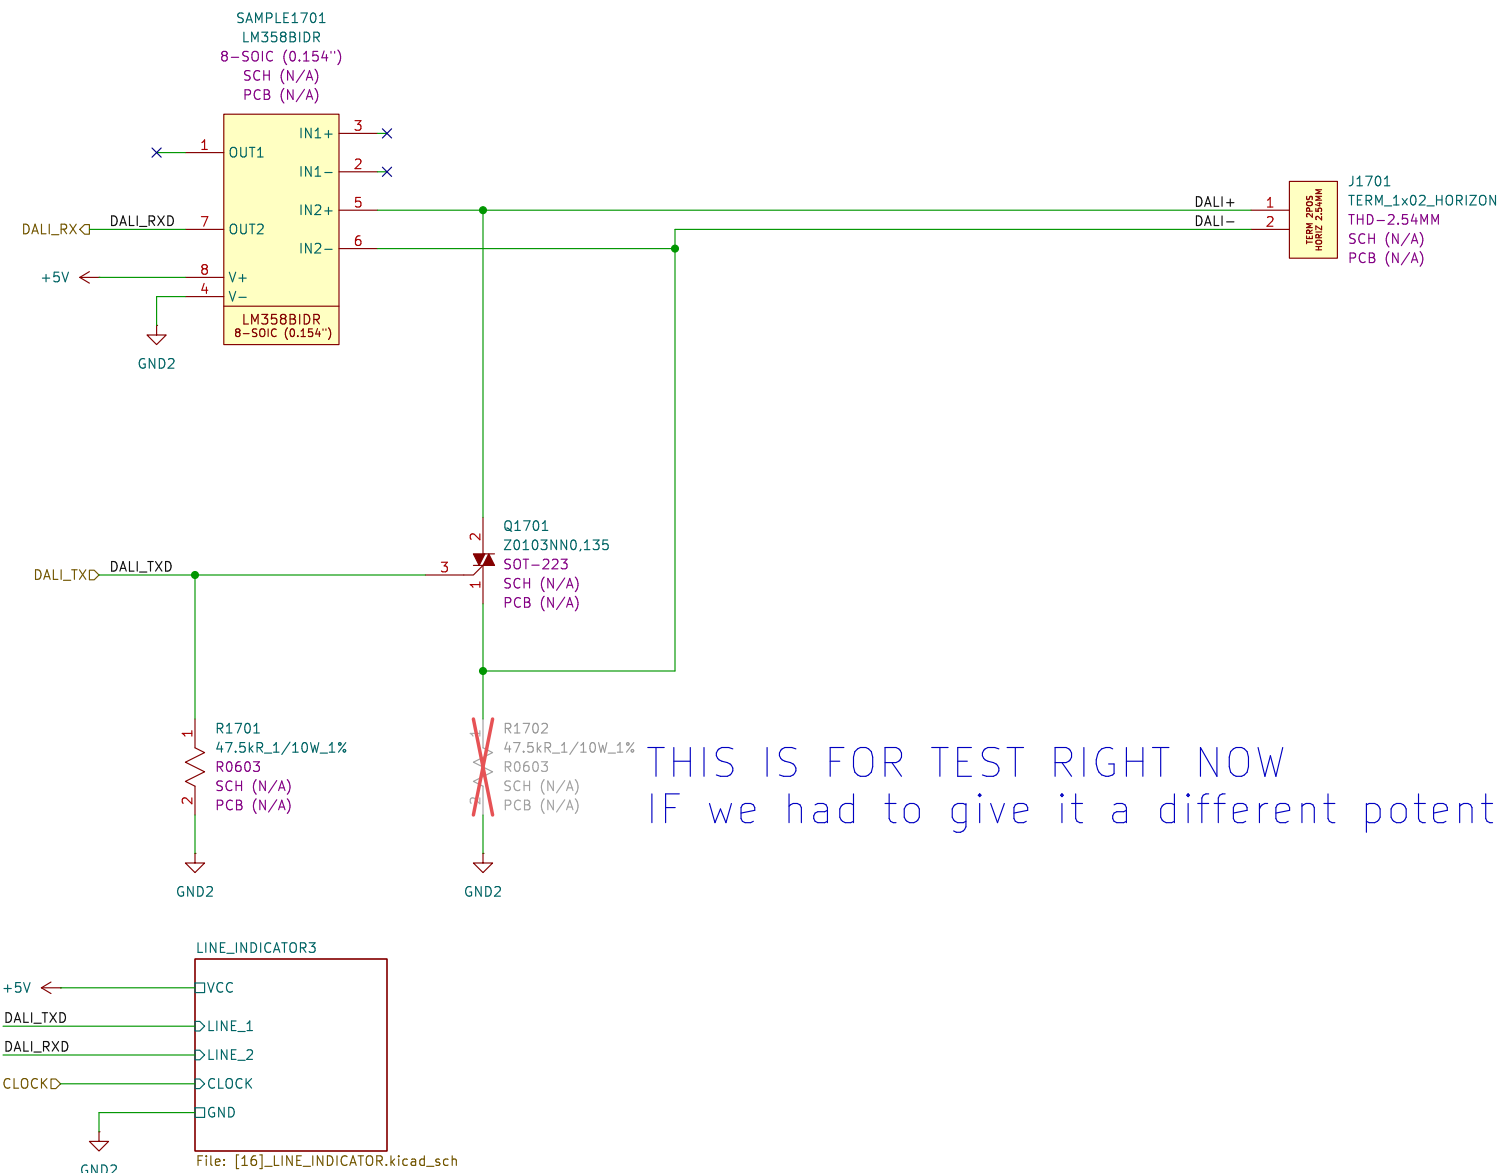 SAMPLE1701
LM358BIDR
8-SOIC (0.154")
SCH (N/A)
PCB (N/A)
1 OUT1
IN1+ 3
IN1- 2
IN2+ 5
IN2- 6
DALI_RX DALI_RXD 7 OUT2
+5V 8 V+
4 V-
LM358BIDR
8-SOIC (0.154")
GND2
DALI+ 1
DALI- 2
TERM 2POS
HORIZ 2.54MM
J1701
TERM_1x02_HORIZON
THD-2.54MM
SCH (N/A)
PCB (N/A)
DALI_TX DALI_TXD 3
2
1
Q1701
Z0103NN0,135
SOT-223
SCH (N/A)
PCB (N/A)
1
2
R1701
47.5kR_1/10W_1%
R0603
SCH (N/A)
PCB (N/A)
GND2
1
2
R1702
47.5kR_1/10W_1%
R0603
SCH (N/A)
PCB (N/A)
GND2
THIS IS FOR TEST RIGHT NOW
IF we had to give it a different potent
LINE_INDICATOR3
+5V VCC
DALI_TXD LINE_1
DALI_RXD LINE_2
CLOCK CLOCK
GND
GND2
File: [16]_LINE_INDICATOR.kicad_sch